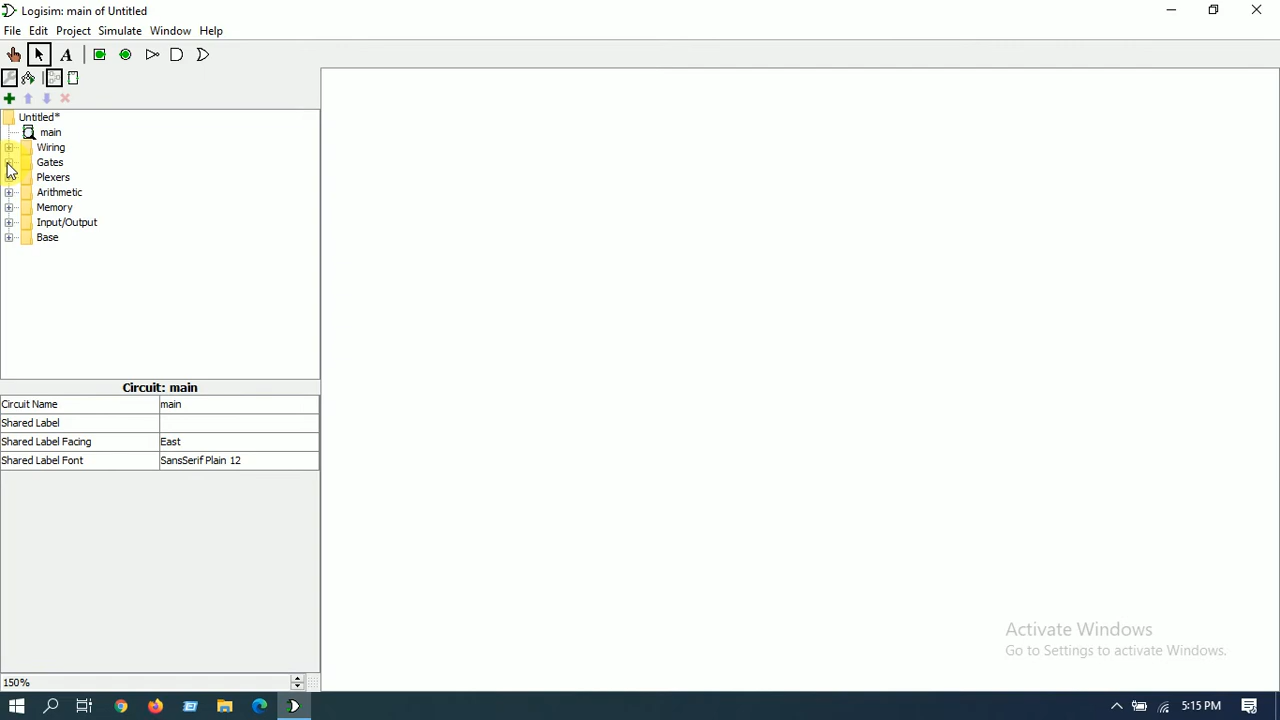 Logisim: main of Untitled
File Edit Project Simulate Window Help
A
Untitled*
main
Wiring
Gates
Plexers
Arithmetic
Memory
Input/Output
Base
Circuit: main
Circuit Name main
Shared Label
Shared Label Facing East
Shared Label Font SansSerif Plain 12
Activate Windows
Go to Settings to activate Windows.
150%
5:15 PM